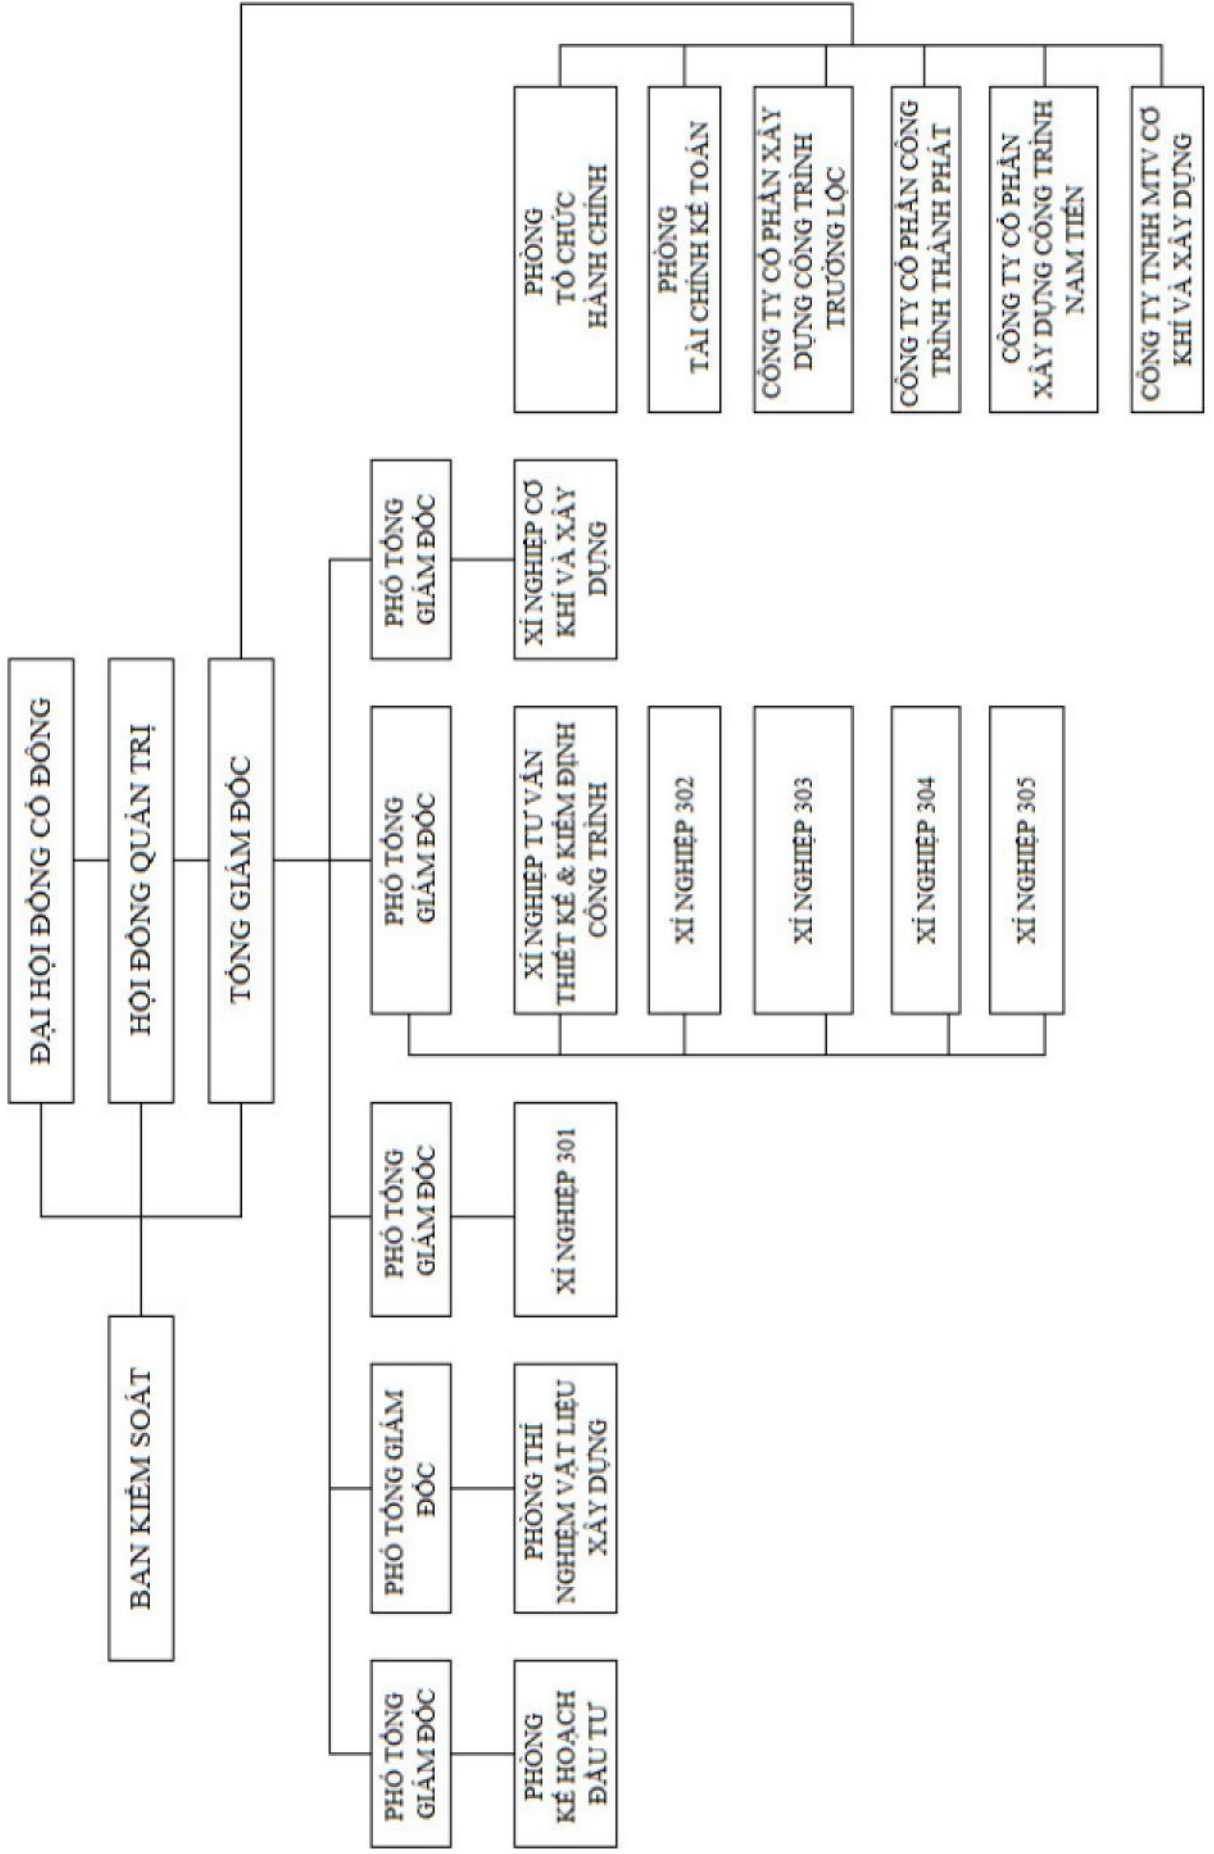 ĐẠI HỘI ĐỒNG CỔ ĐÔNG
BAN KIỂM SOÁT
HỘI ĐỒNG QUẢN TRỊ
TỔNG GIÁM ĐỐC
PHÓ TỔNG
GIÁM ĐỐC
PHÓ TỔNG GIÁM
ĐỐC
PHÓ TỔNG
GIÁM ĐỐC
PHÓ TỔNG
GIÁM ĐỐC
PHÓ TỔNG
GIÁM ĐỐC
PHÒNG
KẾ HOẠCH
ĐẦU TƯ
PHÒNG THÍ
NGHIỆM VẬT LIỆU
XÂY DỰNG
XÍ NGHIỆP 301
XÍ NGHIỆP TƯ VẤN
THIẾT KẾ & KIỂM ĐỊNH
CÔNG TRÌNH
XÍ NGHIỆP 302
XÍ NGHIỆP 303
XÍ NGHIỆP 304
XÍ NGHIỆP 305
XÍ NGHIỆP CƠ
KHÍ VÀ XÂY
DỰNG
PHÒNG
TỔ CHỨC
HÀNH CHÍNH
PHÒNG
TÀI CHÍNH KẾ TOÁN
CÔNG TY CỔ PHẦN XÂY
DỰNG CÔNG TRÌNH
TRƯỜNG LỘC
CÔNG TY CỔ PHẦN CÔNG
TRÌNH THÀNH PHÁT
CÔNG TY CỔ PHẦN
XÂY DỰNG CÔNG TRÌNH
NAM TIẾN
CÔNG TY TNHH MTV CƠ
KHÍ VÀ XÂY DỰNG